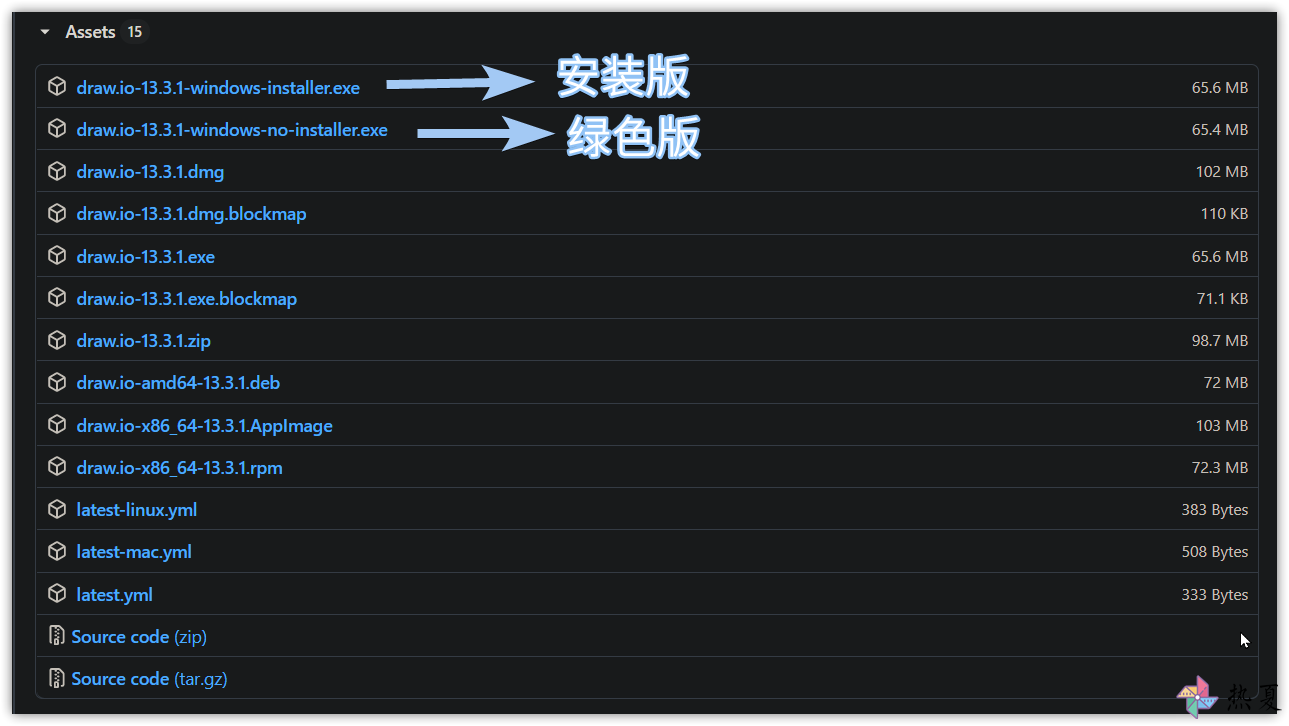 Assets 15
draw.io-13.3.1-windows-installer.exe 安装版 65.6 MB
draw.io-13.3.1-windows-no-installer.exe 绿色版 65.4 MB
draw.io-13.3.1.dmg 102 MB
draw.io-13.3.1.dmg.blockmap 110 KB
draw.io-13.3.1.exe 65.6 MB
draw.io-13.3.1.exe.blockmap 71.1 KB
draw.io-13.3.1.zip 98.7 MB
draw.io-amd64-13.3.1.deb 72 MB
draw.io-x86_64-13.3.1.AppImage 103 MB
draw.io-x86_64-13.3.1.rpm 72.3 MB
latest-linux.yml 383 Bytes
latest-mac.yml 508 Bytes
latest.yml 333 Bytes
Source code (zip)
Source code (tar.gz)
热夏